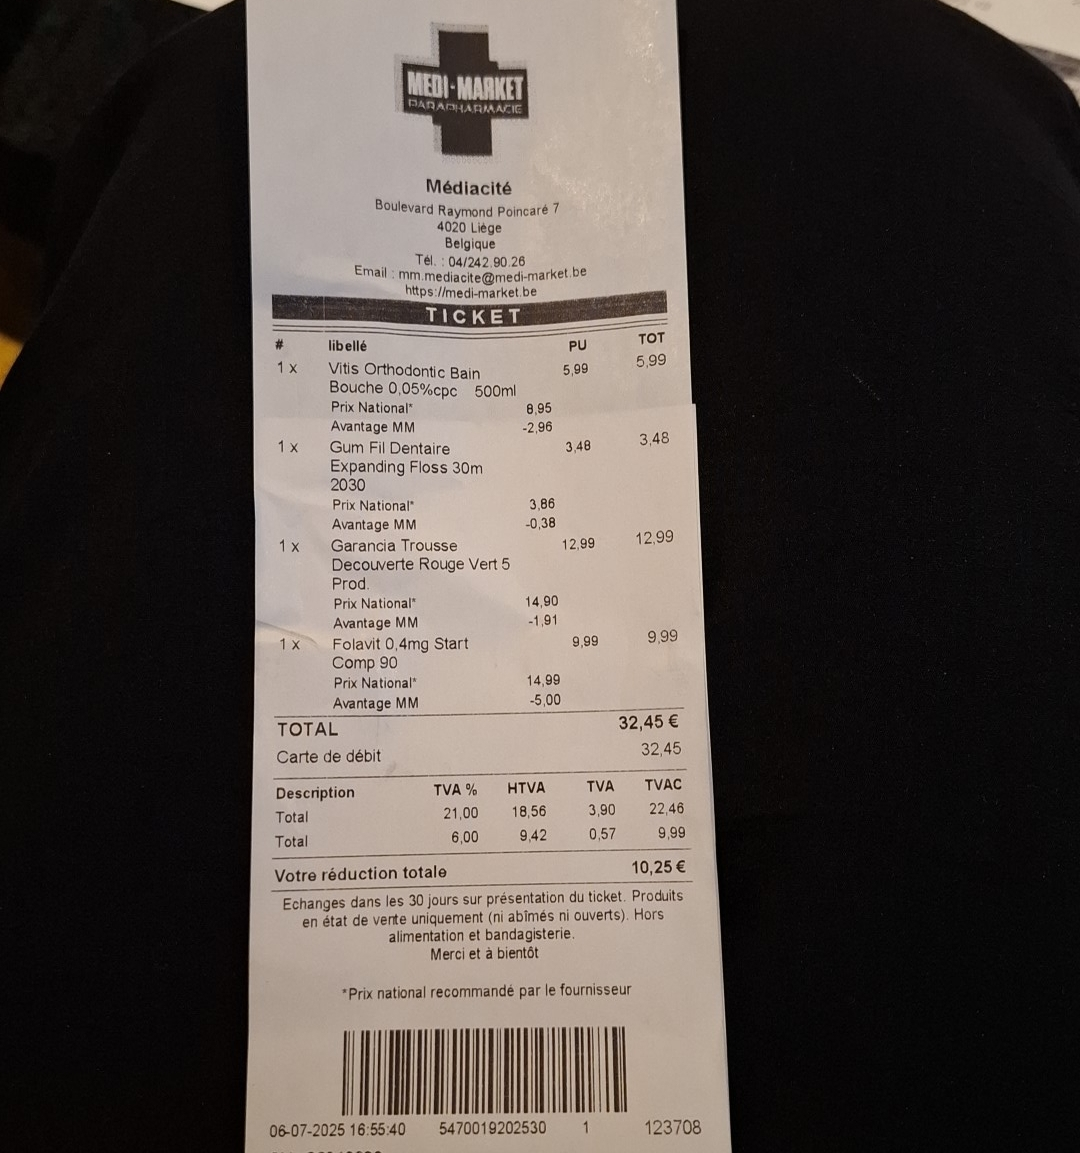 MEDI-MARKET
PARAPHARMACIE
Médiacité
Boulevard Raymond Poincaré 7
4020 Liège
Belgique
Tél. : 04/242.90.26
Email : mm.mediacite@medi-market.be
https://medi-market.be
TICKET
# libellé PU TOT
1 x Vitis Orthodontic Bain 5,99 5,99
Bouche 0,05%cpc 500ml
Prix National* 8,95
Avantage MM -2,96
1 x Gum Fil Dentaire 3,48 3,48
Expanding Floss 30m
2030
Prix National* 3,86
Avantage MM -0,38
1 x Garancia Trousse 12,99 12,99
Decouverte Rouge Vert 5
Prod.
Prix National* 14,90
Avantage MM -1,91
1 x Folavit 0,4mg Start 9,99 9,99
Comp 90
Prix National* 14,99
Avantage MM -5,00
TOTAL 32,45 €
Carte de débit 32,45
Description TVA % HTVA TVA TVAC
Total 21,00 18,56 3,90 22,46
Total 6,00 9,42 0,57 9,99
Votre réduction totale 10,25 €
Echanges dans les 30 jours sur présentation du ticket. Produits
en état de vente uniquement (ni abîmés ni ouverts). Hors
alimentation et bandagisterie.
Merci et à bientôt
*Prix national recommandé par le fournisseur
06-07-2025 16:55:40 5470019202530 1 123708